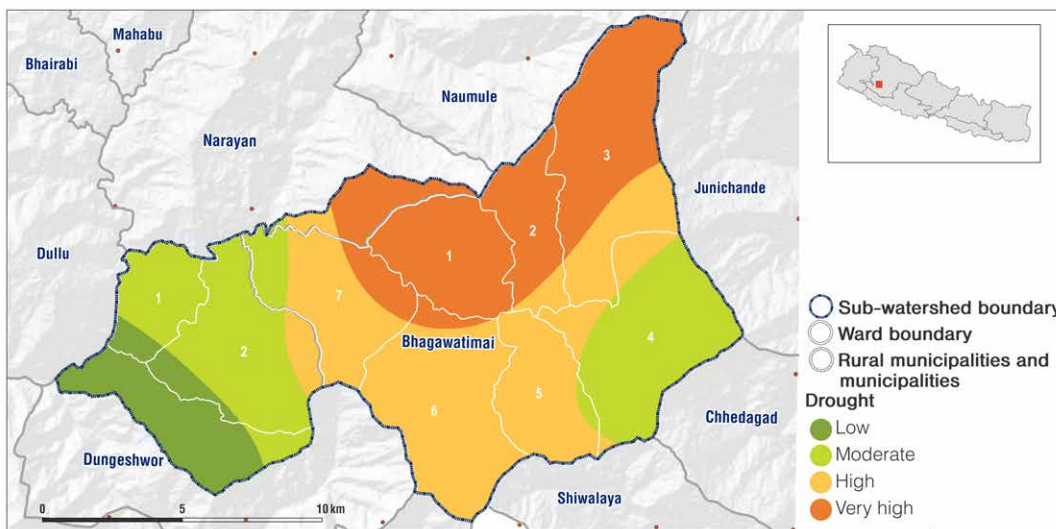 Mahabu
Bhairabi
Naumule
Narayan
3
Junichande
2
1
Dullu
1
7
4
2
Bhagawatimai
5
6
Chhedagad
Dungeshwor
Shiwalaya
0 5 10 km
Sub-watershed boundary
Ward boundary
Rural municipalities and
municipalities
Drought
Low
Moderate
High
Very high